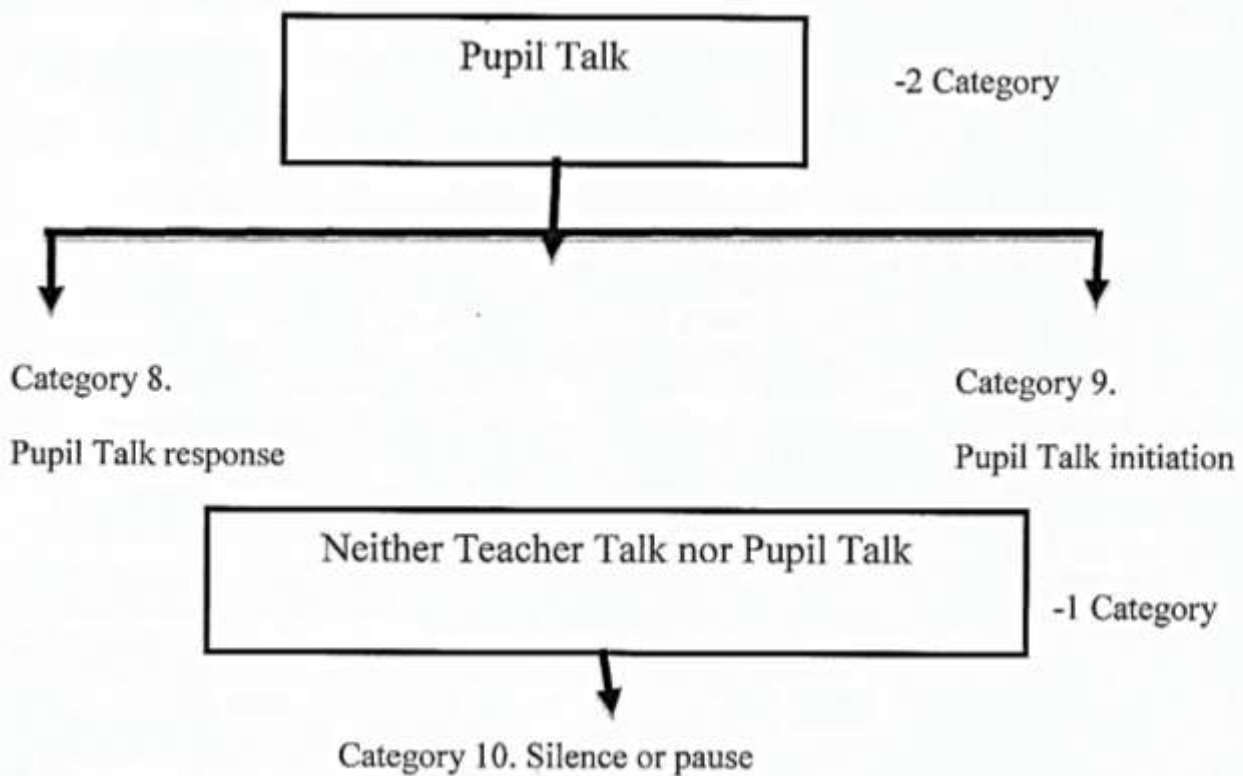 Pupil Talk
-2 Category
Category 8.
Pupil Talk response
Category 9.
Pupil Talk initiation
Neither Teacher Talk nor Pupil Talk
-1 Category
Category 10. Silence or pause